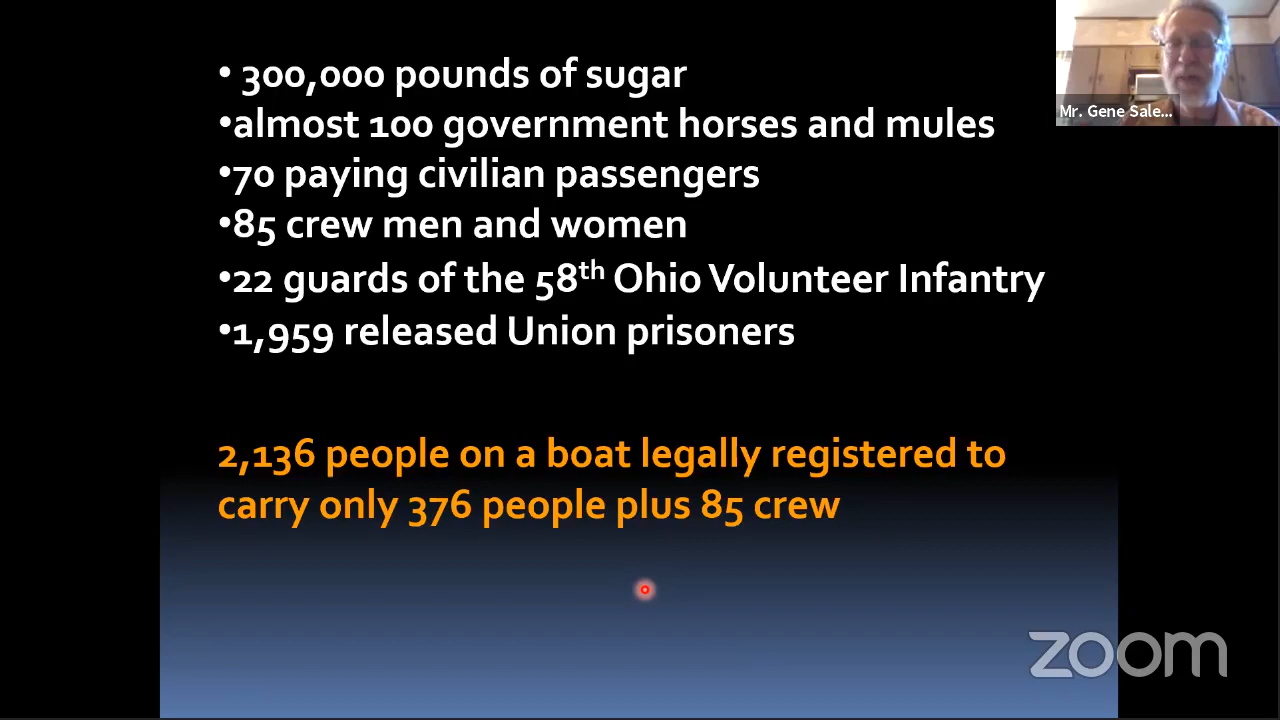 • 300,000 pounds of sugar
•almost 100 government horses and mules
•70 paying civilian passengers
•85 crew men and women
•22 guards of the 58th Ohio Volunteer Infantry
•1,959 released Union prisoners
2,136 people on a boat legally registered to
carry only 376 people plus 85 crew
Mr. Gene Sale...
zoom